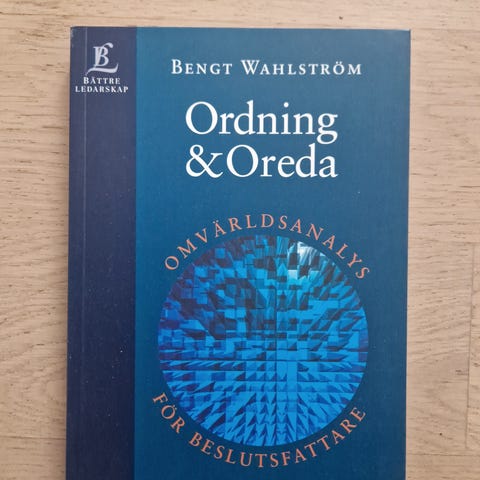 BL
BÄTTRE
LEDARSKAP
BENGT WAHLSTRÖM
Ordning
&Oreda
OMVÄRLDSANALYS
FÖR BESLUTSFATTARE